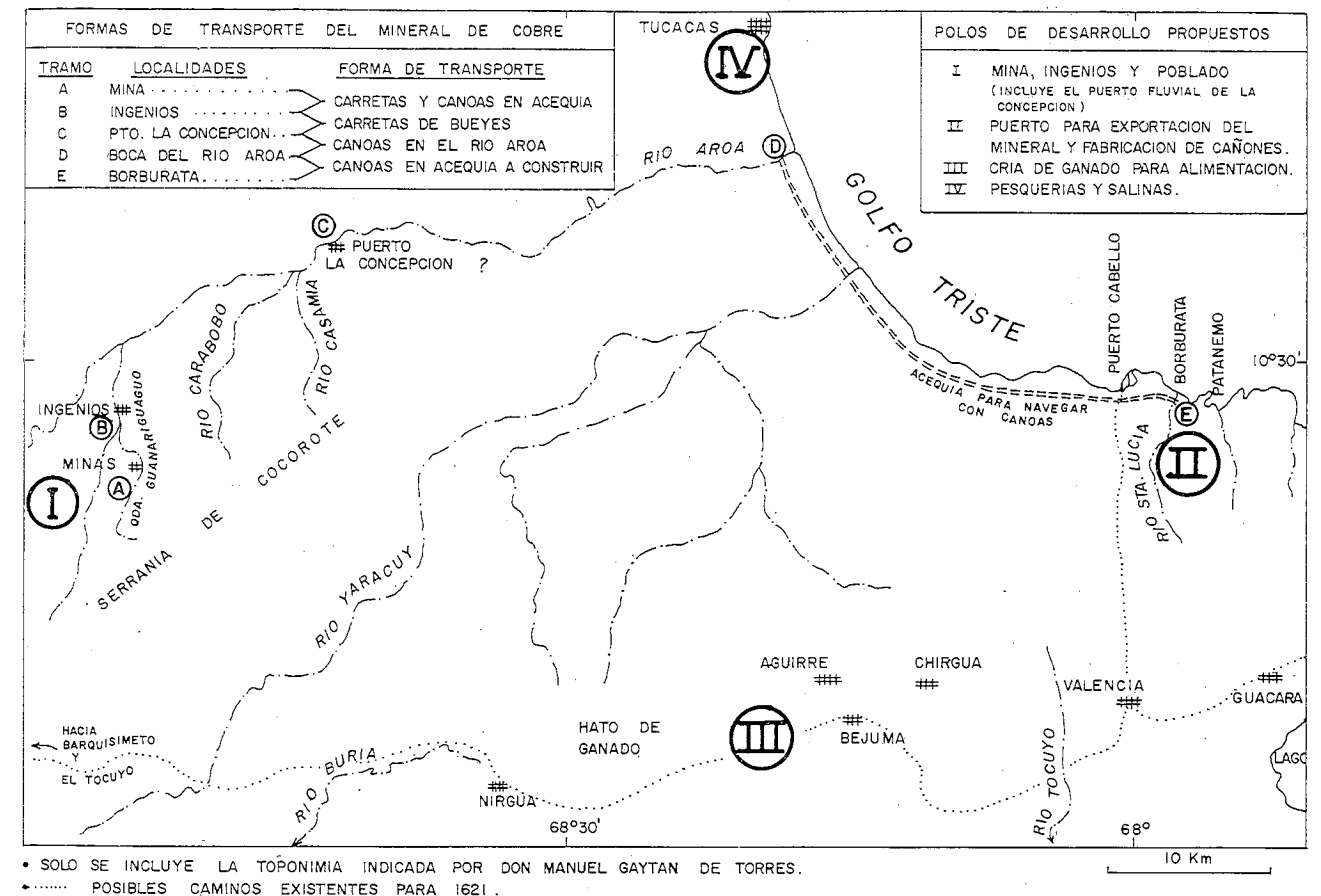 FORMAS DE TRANSPORTE DEL MINERAL DE COBRE
TRAMO LOCALIDADES FORMA DE TRANSPORTE
A MINA
B INGENIOS
C PTO. LA CONCEPCION
D BOCA DEL RIO AROA
E BORBURATA
CARRETAS Y CANOAS EN ACEQUIA
CARRETAS DE BUEYES
CANOAS EN EL RIO AROA
CANOAS EN ACEQUIA A CONSTRUIR
TUCACAS
IV
POLOS DE DESARROLLO PROPUESTOS
I MINA, INGENIOS Y POBLADO
(INCLUYE EL PUERTO FLUVIAL DE LA
CONCEPCION)
II PUERTO PARA EXPORTACION DEL
MINERAL Y FABRICACION DE CAÑONES.
III CRIA DE GANADO PARA ALIMENTACION.
IV PESQUERIAS Y SALINAS.
RIO AROA
D
GOLFO TRISTE
C
PUERTO
LA CONCEPCION ?
RIO CARABOBO
RIO CASAMIA
PUERTO CABELLO
BORBURATA
PATANEMO
10°30'
ACEQUIA PARA NAVEGAR
CON CANOAS
E
II
RIO STA. LUCIA
INGENIOS
B
MINAS
A
I
QDA. GUANARIGUAGUO
SERRANIA DE COCOROTE
RIO YARACUY
AGUIRRE
CHIRGUA
VALENCIA
GUACARA
HACIA
BARQUISIMETO
Y
EL TOCUYO
RIO BURIA
HATO DE
GANADO
III
BEJUMA
NIRGUA
RIO TOCUYO
LAGO
68°30'
68°
10 Km
• SOLO SE INCLUYE LA TOPONIMIA INDICADA POR DON MANUEL GAYTAN DE TORRES.
POSIBLES CAMINOS EXISTENTES PARA 1621.